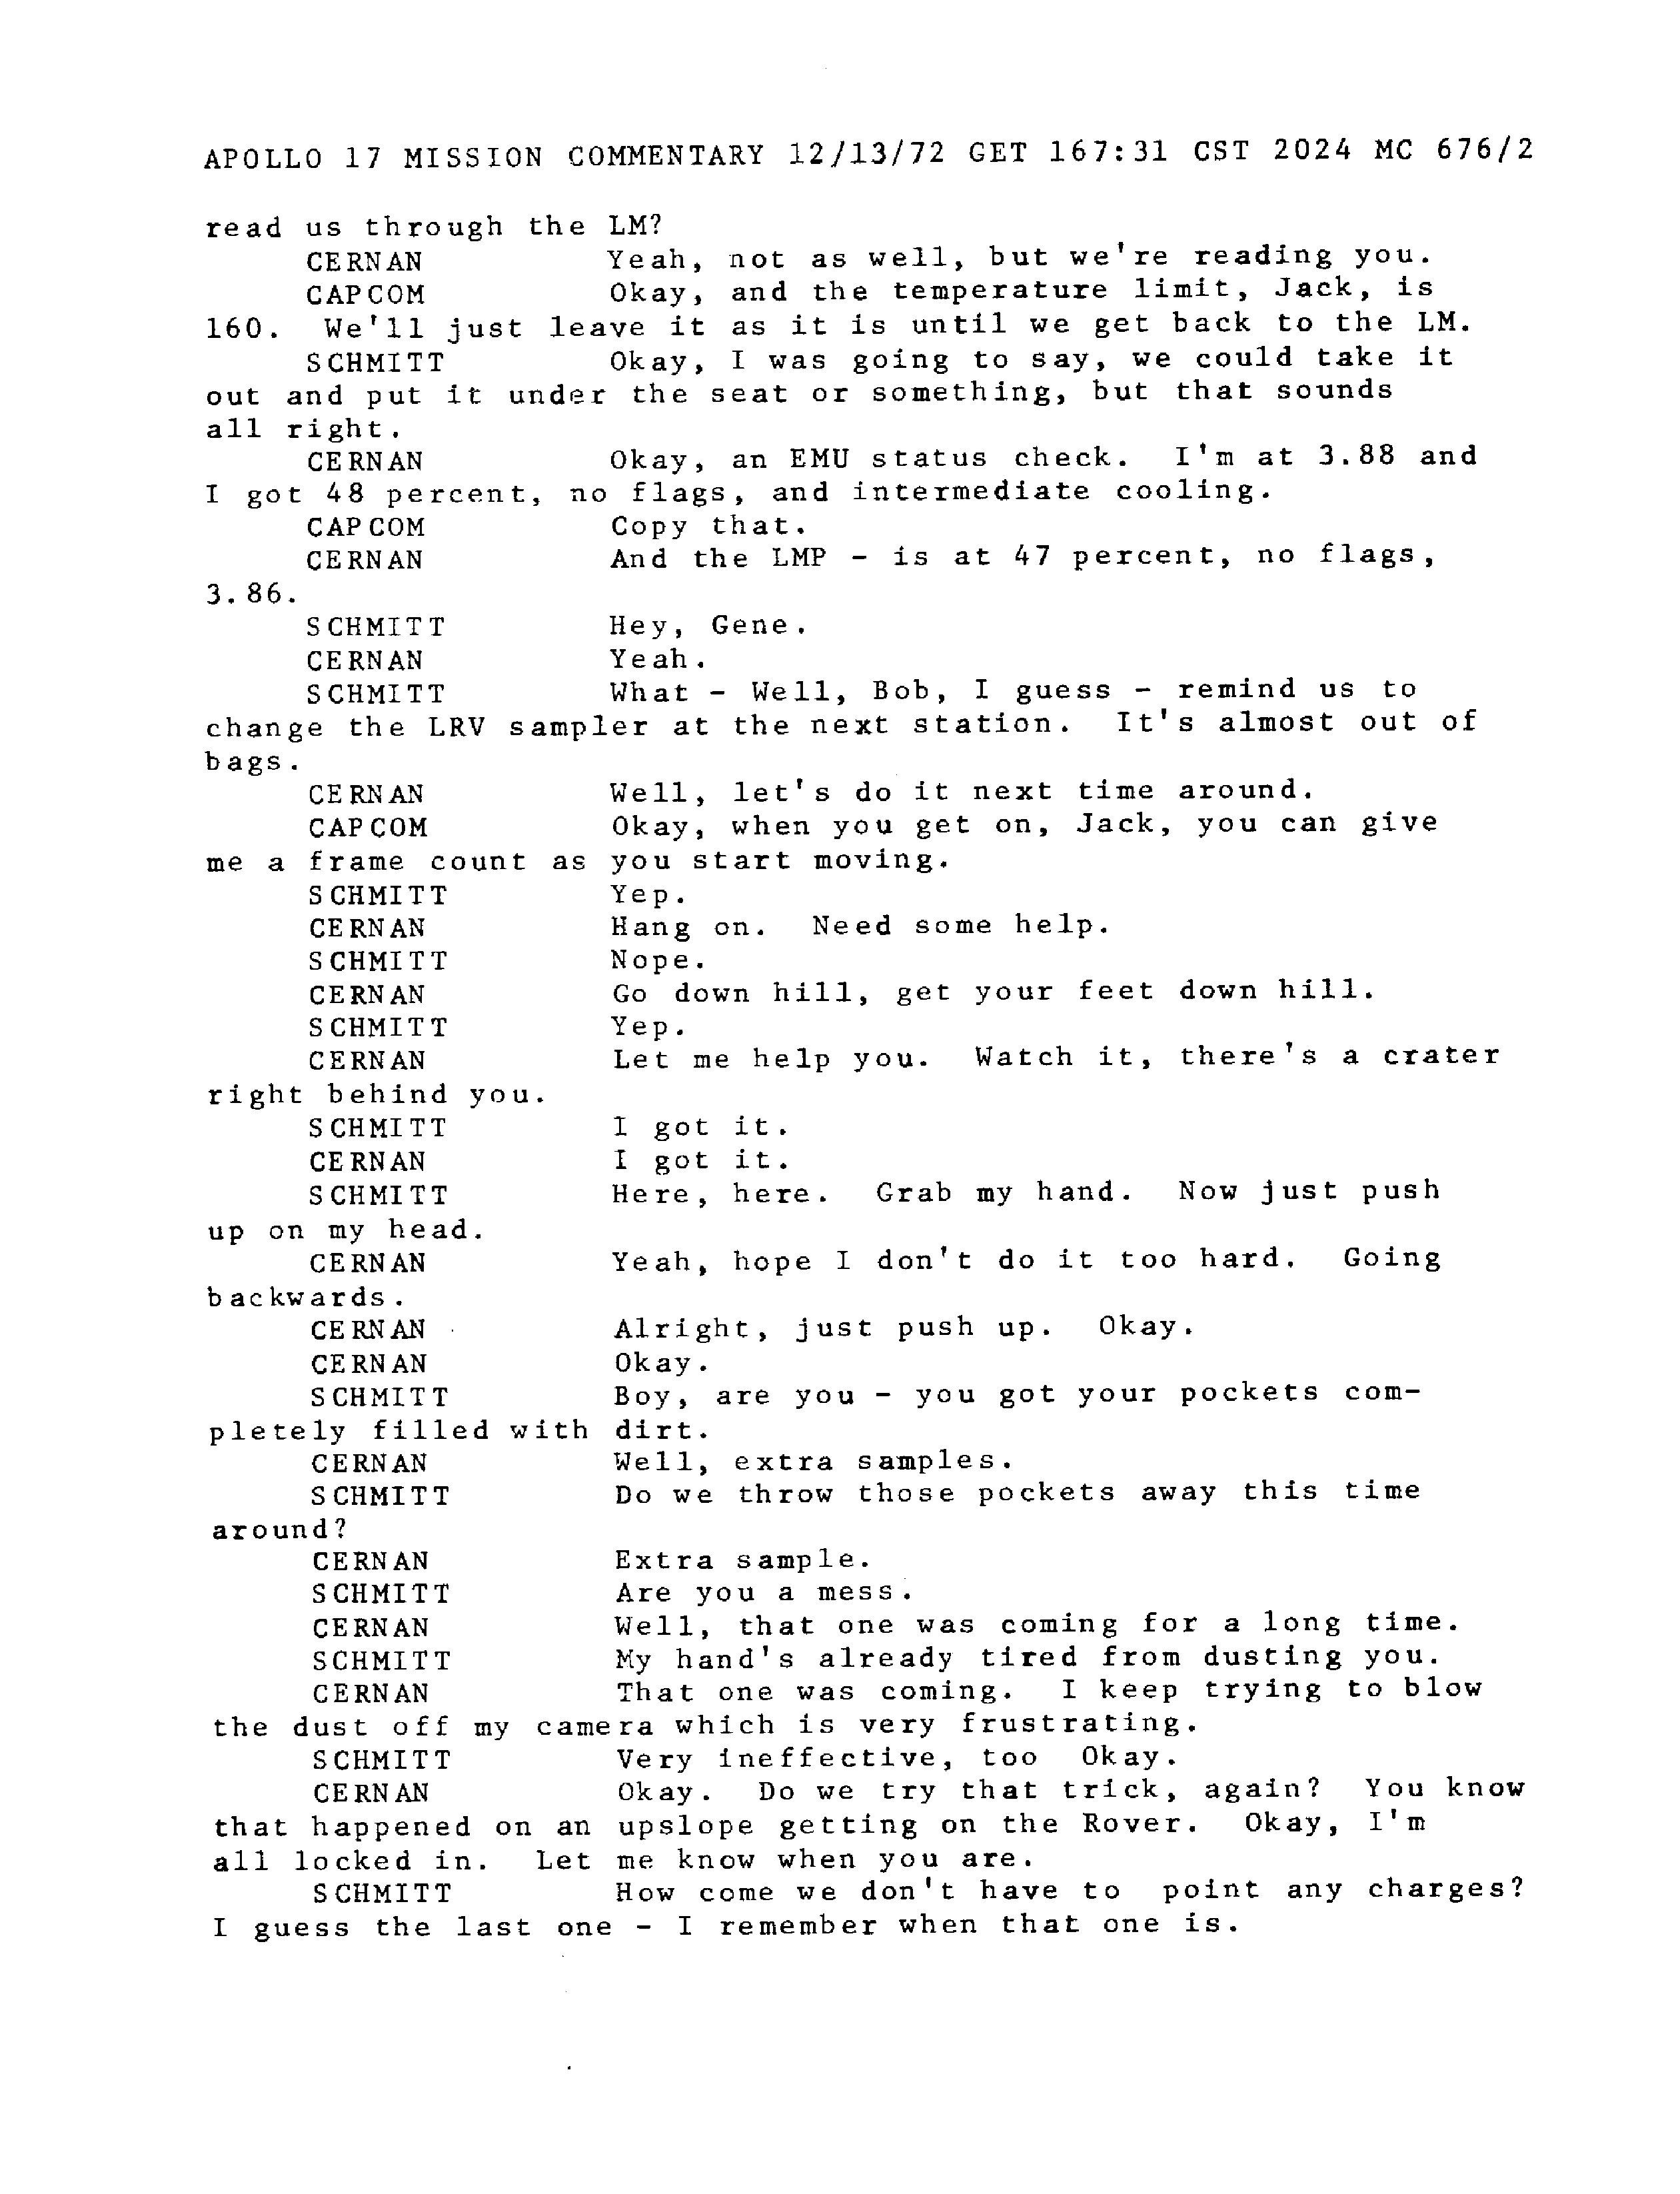 APOLLO 17 MISSION COMMENTARY 12/13/72 GET 167:31 CST 2024 MC 676/2
read us through the LM?
CERNAN Yeah, not as well, but we're reading you.
CAPCOM Okay, and the temperature limit, Jack, is
160. We'll just leave it as it is until we get back to the LM.
SCHMITT Okay, I was going to say, we could take it
out and put it under the seat or something, but that sounds
all right.
CERNAN Okay, an EMU status check. I'm at 3.88 and
I got 48 percent, no flags, and intermediate cooling.
CAPCOM Copy that.
CERNAN And the LMP - is at 47 percent, no flags,
3.86.
SCHMITT Hey, Gene.
CERNAN Yeah.
SCHMITT What - Well, Bob, I guess - remind us to
change the LRV sampler at the next station. It's almost out of
bags.
CERNAN Well, let's do it next time around.
CAPCOM Okay, when you get on, Jack, you can give
me a frame count as you start moving.
SCHMITT Yep.
CERNAN Hang on. Need some help.
SCHMITT Nope.
CERNAN Go down hill, get your feet down hill.
SCHMITT Yep.
CERNAN Let me help you. Watch it, there's a crater
right behind you.
SCHMITT I got it.
CERNAN I got it.
SCHMITT Here, here. Grab my hand. Now just push
up on my head.
CERNAN Yeah, hope I don't do it too hard. Going
backwards.
CERNAN Alright, just push up. Okay.
CERNAN Okay.
SCHMITT Boy, are you - you got your pockets com-
pletely filled with dirt.
CERNAN Well, extra samples.
SCHMITT Do we throw those pockets away this time
around?
CERNAN Extra sample.
SCHMITT Are you a mess.
CERNAN Well, that one was coming for a long time.
SCHMITT My hand's already tired from dusting you.
CERNAN That one was coming. I keep trying to blow
the dust off my camera which is very frustrating.
SCHMITT Very ineffective, too Okay.
CERNAN Okay. Do we try that trick, again? You know
that happened on an upslope getting on the Rover. Okay, I'm
all locked in. Let me know when you are.
SCHMITT How come we don't have to point any charges?
I guess the last one - I remember when that one is.